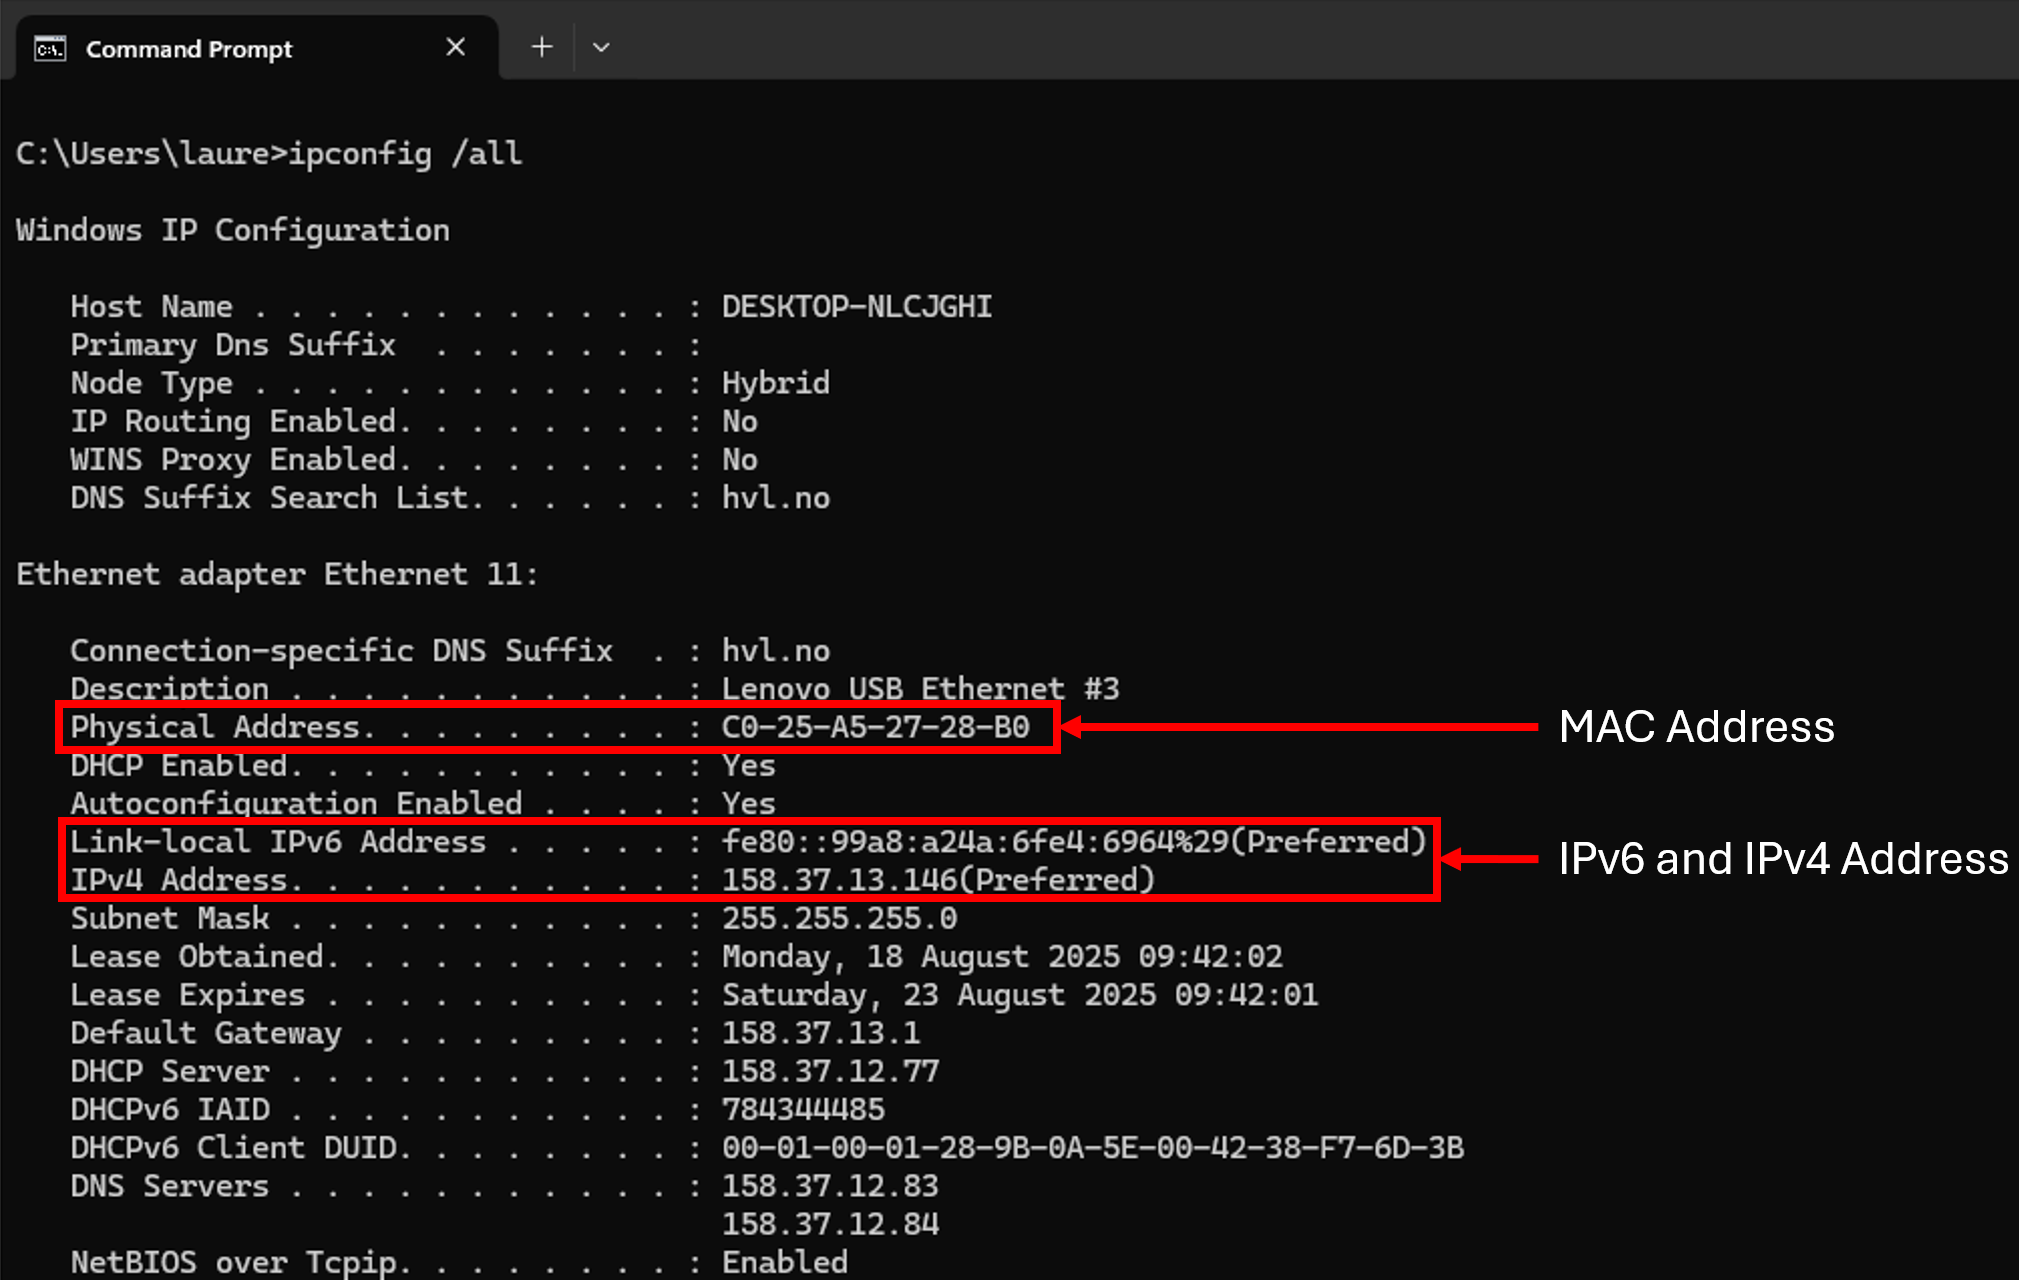 Command Prompt
C:\Users\laure>ipconfig /all
Windows IP Configuration
Host Name . . . . . . . . . . . . : DESKTOP-NLCJGHI
Primary Dns Suffix  . . . . . . . :
Node Type . . . . . . . . . . . . : Hybrid
IP Routing Enabled. . . . . . . . : No
WINS Proxy Enabled. . . . . . . . : No
DNS Suffix Search List. . . . . . : hvl.no
Ethernet adapter Ethernet 11:
Connection-specific DNS Suffix  . : hvl.no
Description . . . . . . . . . . . : Lenovo USB Ethernet #3
Physical Address. . . . . . . . . : C0-25-A5-27-28-B0
MAC Address
DHCP Enabled. . . . . . . . . . . : Yes
Autoconfiguration Enabled . . . . : Yes
Link-local IPv6 Address . . . . . : fe80::99a8:a24a:6fe4:6964%29(Preferred)
IPv6 and IPv4 Address
IPv4 Address. . . . . . . . . . . : 158.37.13.146(Preferred)
Subnet Mask . . . . . . . . . . . : 255.255.255.0
Lease Obtained. . . . . . . . . . : Monday, 18 August 2025 09:42:02
Lease Expires . . . . . . . . . . : Saturday, 23 August 2025 09:42:01
Default Gateway . . . . . . . . . : 158.37.13.1
DHCP Server . . . . . . . . . . . : 158.37.12.77
DHCPv6 IAID . . . . . . . . . . . : 784344485
DHCPv6 Client DUID. . . . . . . . : 00-01-00-01-28-9B-0A-5E-00-42-38-F7-6D-3B
DNS Servers . . . . . . . . . . . : 158.37.12.83
158.37.12.84
NetBIOS over Tcpip. . . . . . . . : Enabled